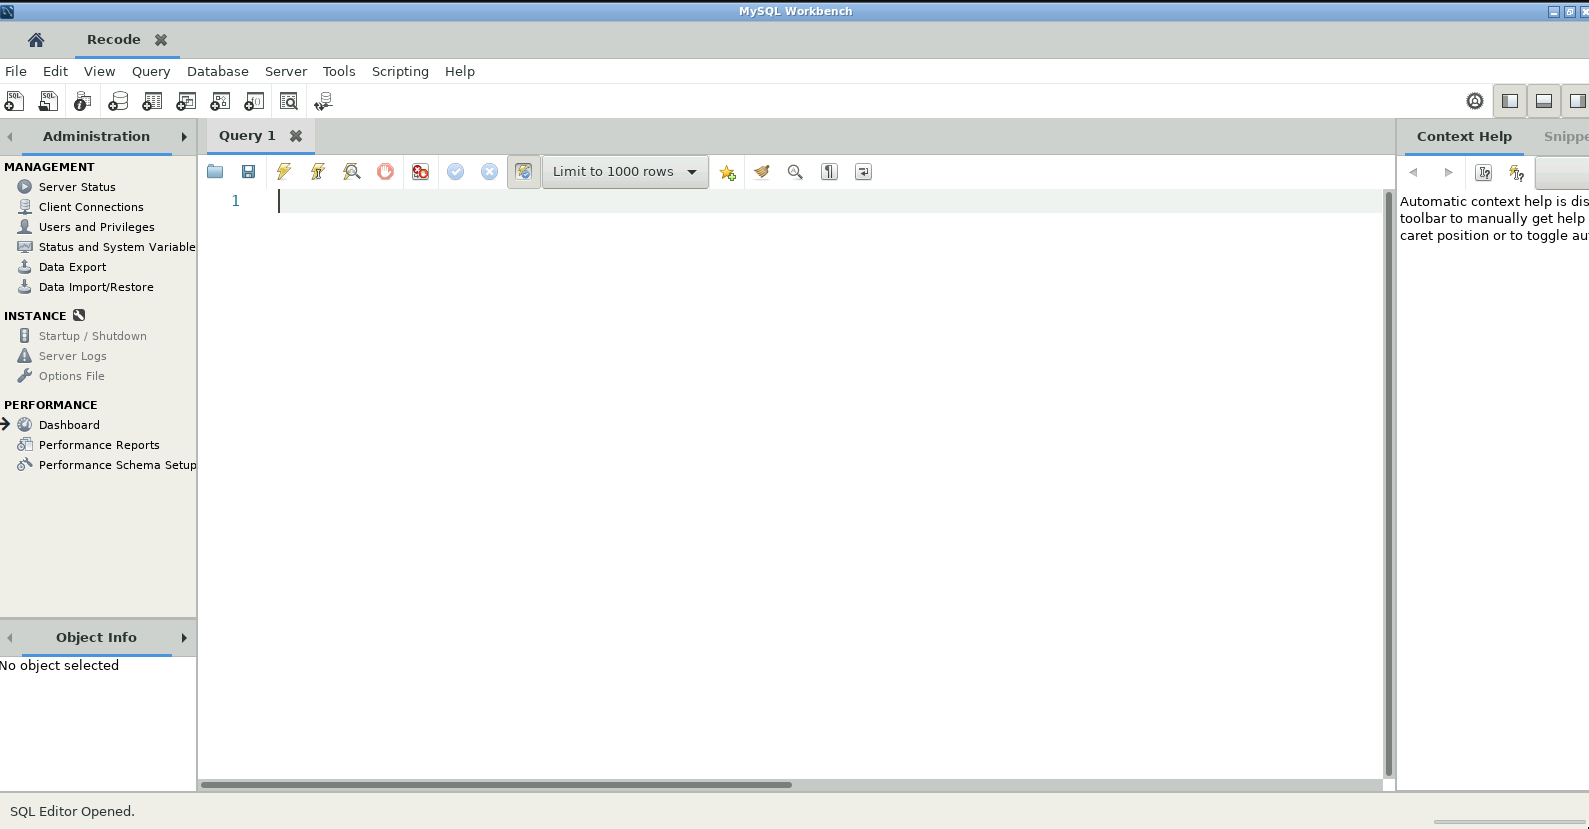 MySQL Workbench
Recode
File Edit View Query Database Server Tools Scripting Help
Administration
Query 1
Context Help
MANAGEMENT
Server Status
Client Connections
Users and Privileges
Status and System Variable
Data Export
Data Import/Restore
INSTANCE
Startup / Shutdown
Server Logs
Options File
PERFORMANCE
Dashboard
Performance Reports
Performance Schema Setup
Limit to 1000 rows
1
Automatic context help is dis
toolbar to manually get help
caret position or to toggle au
Object Info
No object selected
SQL Editor Opened.